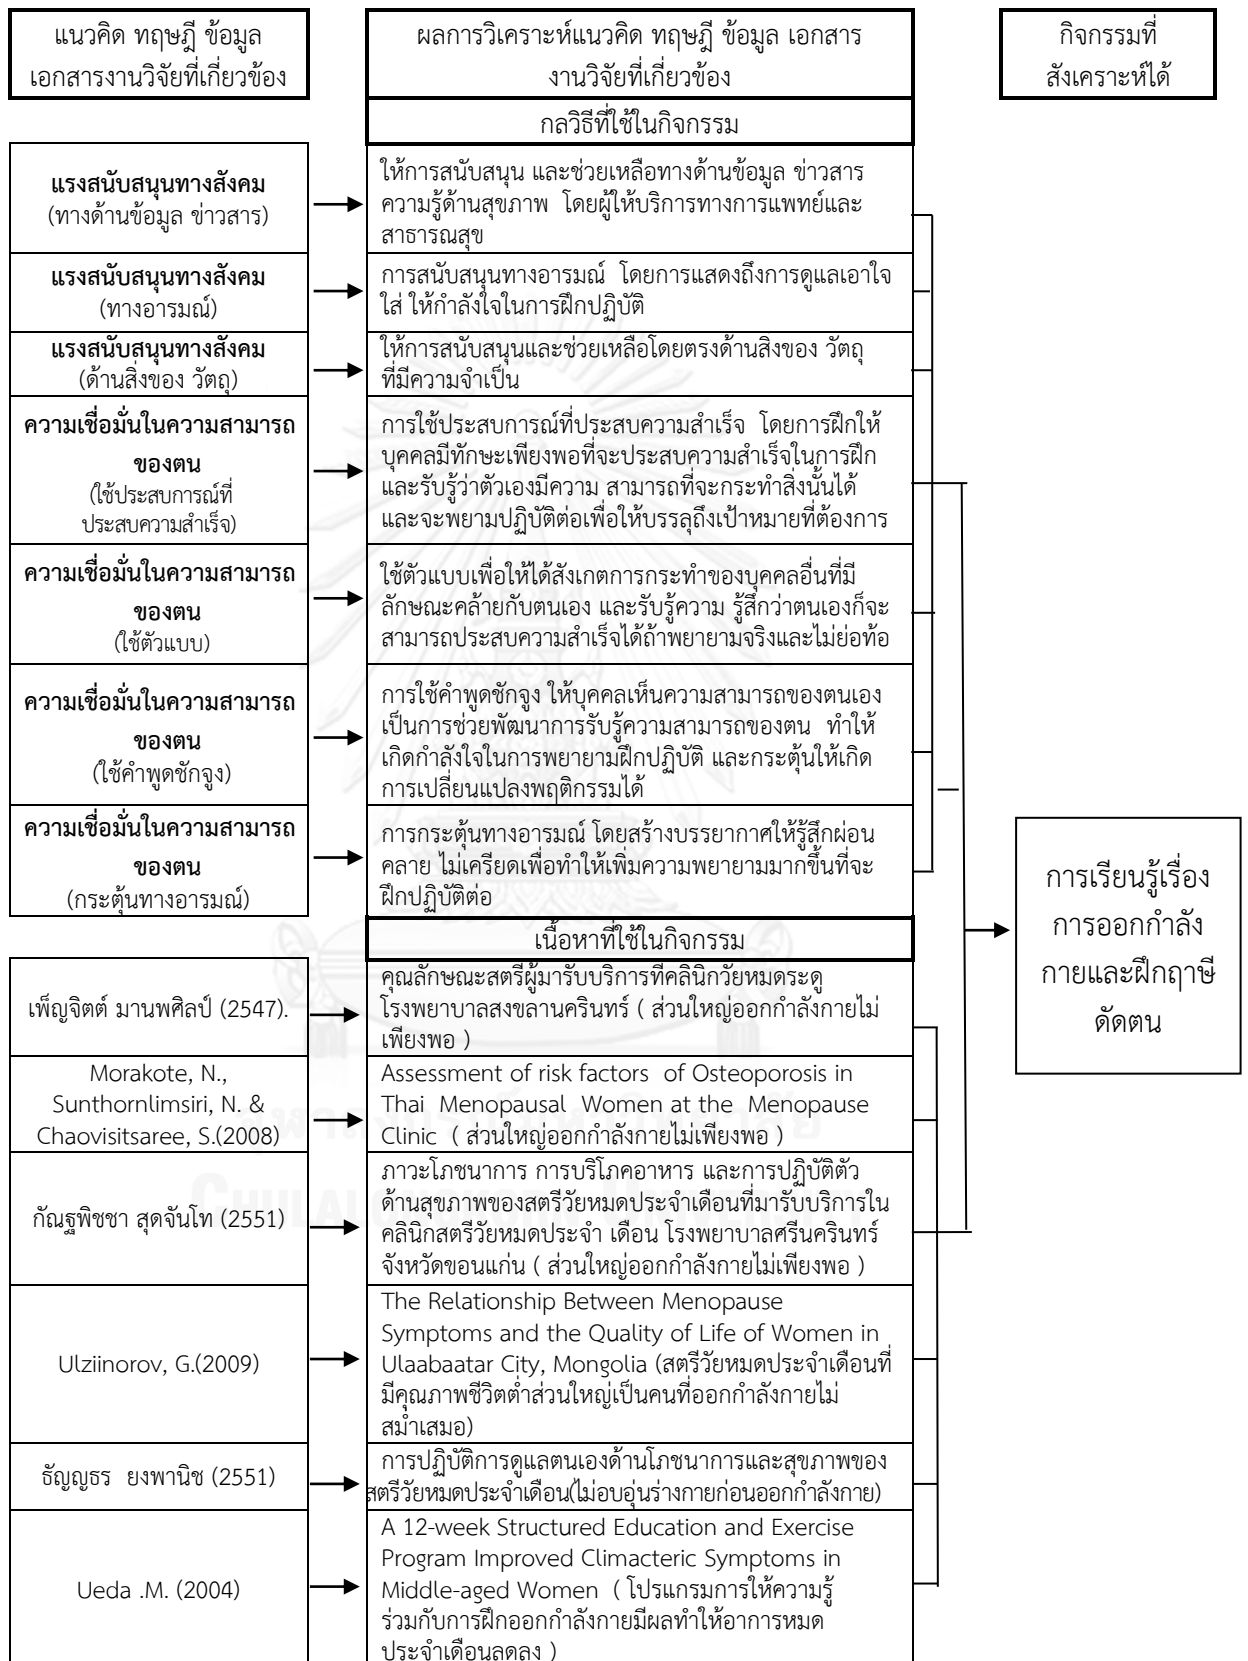 แนวคิด ทฤษฎี ข้อมูล
เอกสารงานวิจัยที่เกี่ยวข้อง
ผลการวิเคราะห์แนวคิด ทฤษฎี ข้อมูล เอกสาร
งานวิจัยที่เกี่ยวข้อง
กิจกรรมที่
สังเคราะห์ได้
กลวิธีที่ใช้ในกิจกรรม
แรงสนับสนุนทางสังคม
(ทางด้านข้อมูล ข่าวสาร)
ให้การสนับสนุน และช่วยเหลือทางด้านข้อมูล ข่าวสาร
ความรู้ด้านสุขภาพ โดยผู้ให้บริการทางการแพทย์และ
สาธารณสุข
แรงสนับสนุนทางสังคม
(ทางอารมณ์)
การสนับสนุนทางอารมณ์ โดยการแสดงถึงการดูแลเอาใจ
ใส่ ให้กำลังใจในการฝึกปฏิบัติ
แรงสนับสนุนทางสังคม
(ด้านสิ่งของ วัตถุ)
ให้การสนับสนุนและช่วยเหลือโดยตรงด้านสิ่งของ วัตถุ
ที่มีความจำเป็น
ความเชื่อมั่นในความสามารถ
ของตน
(ใช้ประสบการณ์ที่
ประสบความสำเร็จ)
การใช้ประสบการณ์ที่ประสบความสำเร็จ โดยการฝึกให้
บุคคลมีทักษะเพียงพอที่จะประสบความสำเร็จในการฝึก
และรับรู้ว่าตัวเองมีความ สามารถที่จะกระทำสิ่งนั้นได้
และจะพยามปฏิบัติต่อเพื่อให้บรรลุถึงเป้าหมายที่ต้องการ
ความเชื่อมั่นในความสามารถ
ของตน
(ใช้ตัวแบบ)
ใช้ตัวแบบเพื่อให้ได้สังเกตการกระทำของบุคคลอื่นที่มี
ลักษณะคล้ายกับตนเอง และรับรู้ความ รู้สึกว่าตนเองก็จะ
สามารถประสบความสำเร็จได้ถ้าพยายามจริงและไม่ย่อท้อ
ความเชื่อมั่นในความสามารถ
ของตน
(ใช้คำพูดชักจูง)
การใช้คำพูดชักจูง ให้บุคคลเห็นความสามารถของตนเอง
เป็นการช่วยพัฒนาการรับรู้ความสามารถของตน ทำให้
เกิดกำลังใจในการพยายามฝึกปฏิบัติ และกระตุ้นให้เกิด
การเปลี่ยนแปลงพฤติกรรมได้
ความเชื่อมั่นในความสามารถ
ของตน
(กระตุ้นทางอารมณ์)
การกระตุ้นทางอารมณ์ โดยสร้างบรรยากาศให้รู้สึกผ่อน
คลาย ไม่เครียดเพื่อทำให้เพิ่มความพยายามมากขึ้นที่จะ
ฝึกปฏิบัติต่อ
การเรียนรู้เรื่อง
การออกกำลัง
กายและฝึกฤาษี
ดัดตน
เนื้อหาที่ใช้ในกิจกรรม
เพ็ญจิตต์ มานพศิลป์ (2547).
คุณลักษณะสตรีผู้มารับบริการที่คลินิกวัยหมดระดู
โรงพยาบาลสงขลานครินทร์ ( ส่วนใหญ่ออกกำลังกายไม่
เพียงพอ )
Morakote, N.,
Sunthornlimsiri, N. &
Chaovisitsaree, S.(2008)
Assessment of risk factors of Osteoporosis in
Thai Menopausal Women at the Menopause
Clinic ( ส่วนใหญ่ออกกำลังกายไม่เพียงพอ )
กัณฐพิชชา สุดจันโท (2551)
ภาวะโภชนาการ การบริโภคอาหาร และการปฏิบัติตัว
ด้านสุขภาพของสตรีวัยหมดประจำเดือนที่มารับบริการใน
คลินิกสตรีวัยหมดประจำ เดือน โรงพยาบาลศรีนครินทร์
จังหวัดขอนแก่น ( ส่วนใหญ่ออกกำลังกายไม่เพียงพอ )
Ulziinorov, G.(2009)
The Relationship Between Menopause
Symptoms and the Quality of Life of Women in
Ulaabaatar City, Mongolia (สตรีวัยหมดประจำเดือนที่
มีคุณภาพชีวิตต่ำส่วนใหญ่เป็นคนที่ออกกำลังกายไม่
สม่ำเสมอ)
ธัญญธร ยงพานิช (2551)
การปฏิบัติการดูแลตนเองด้านโภชนาการและสุขภาพของ
สตรีวัยหมดประจำเดือน(ไม่อบอุ่นร่างกายก่อนออกกำลังกาย)
Ueda .M. (2004)
A 12-week Structured Education and Exercise
Program Improved Climacteric Symptoms in
Middle-aged Women ( โปรแกรมการให้ความรู้
ร่วมกับการฝึกออกกำลังกายมีผลทำให้อาการหมด
ประจำเดือนลดลง )
จุฬาลงกรณ์มหาวิทยาลัย
CHULALONGKORN UNIVERSITY